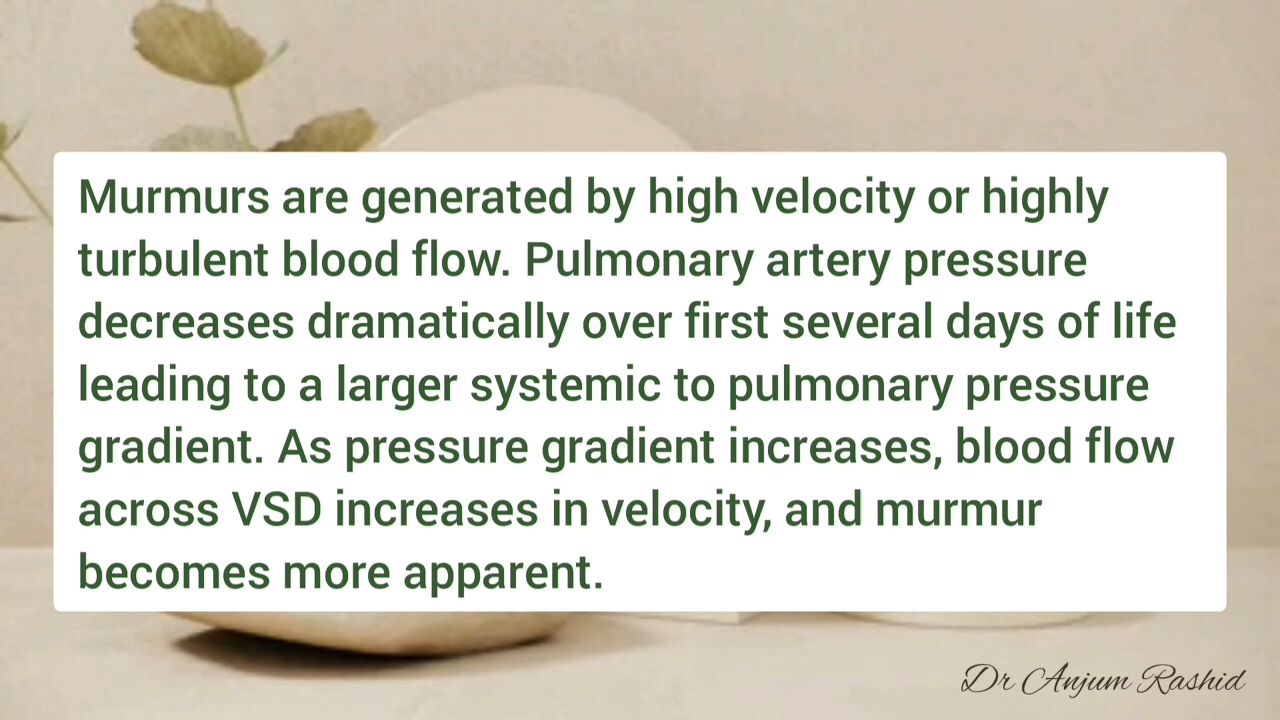 Murmurs are generated by high velocity or highly
turbulent blood flow. Pulmonary artery pressure
decreases dramatically over first several days of life
leading to a larger systemic to pulmonary pressure
gradient. As pressure gradient increases, blood flow
across VSD increases in velocity, and murmur
becomes more apparent.
Dr Anjum Rashid